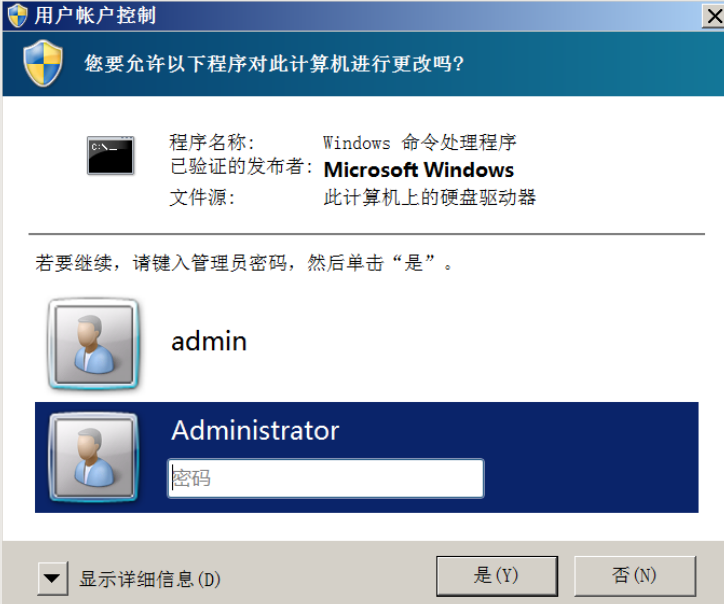 用户帐户控制
您要允许以下程序对此计算机进行更改吗?
C:\_
程序名称: Windows 命令处理程序
已验证的发布者: Microsoft Windows
文件源: 此计算机上的硬盘驱动器
若要继续，请键入管理员密码，然后单击“是”。
admin
Administrator
密码
显示详细信息(D) 是(Y) 否(N)